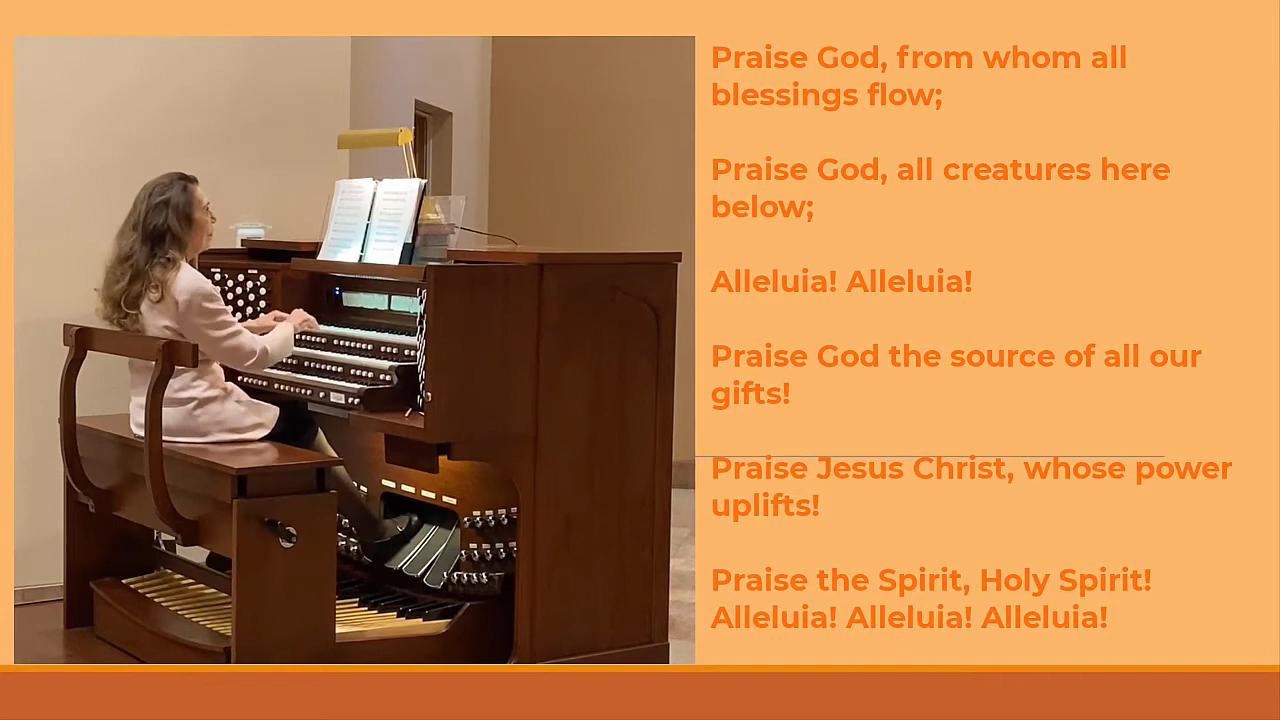 Praise God, from whom all
blessings flow;
Praise God, all creatures here
below;
Alleluia! Alleluia!
Praise God the source of all our
gifts!
Praise Jesus Christ, whose power
uplifts!
Praise the Spirit, Holy Spirit!
Alleluia! Alleluia! Alleluia!